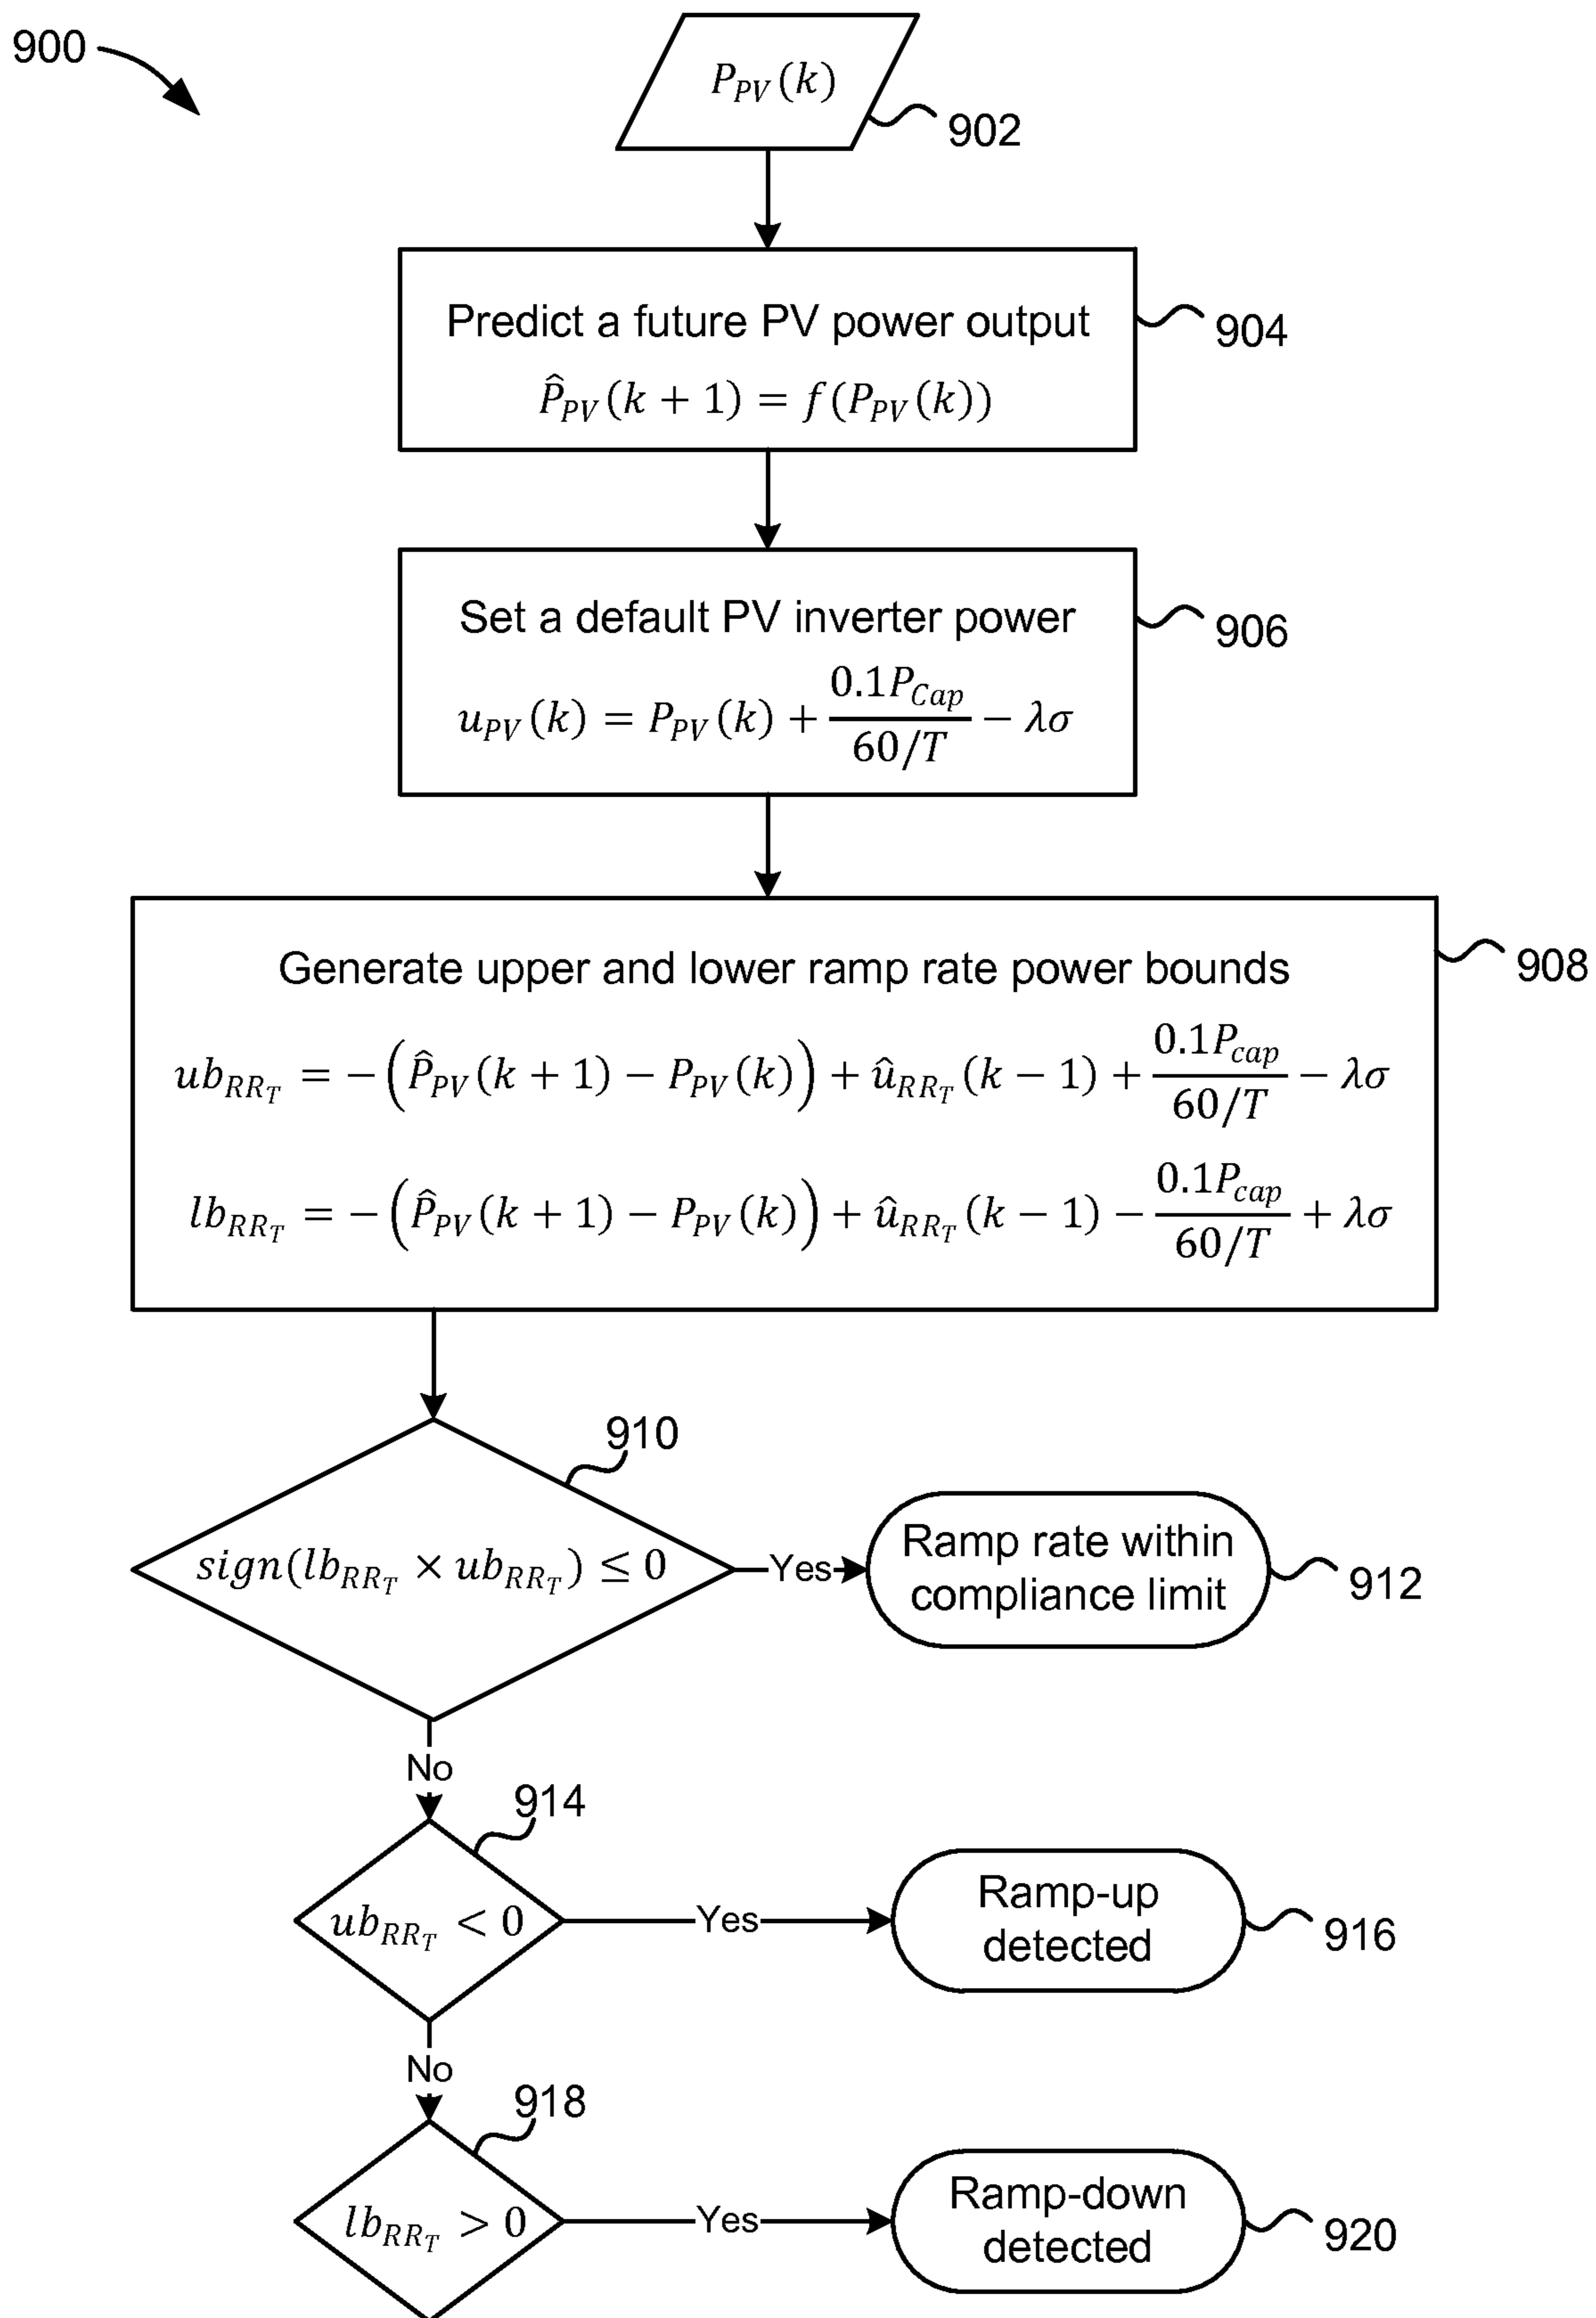 900
P_{PV}(k)
902
Predict a future PV power output
904
P̂_{PV}(k + 1) = f(P_{PV}(k))
Set a default PV inverter power
906
u_{PV}(k) = P_{PV}(k) + \frac{0.1P_{Cap}}{60/T} − λσ
Generate upper and lower ramp rate power bounds
908
ub_{RR_T} = −(P̂_{PV}(k + 1) − P_{PV}(k)) + û_{RR_T}(k − 1) + \frac{0.1P_{cap}}{60/T} − λσ
lb_{RR_T} = −(P̂_{PV}(k + 1) − P_{PV}(k)) + û_{RR_T}(k − 1) − \frac{0.1P_{cap}}{60/T} + λσ
910
sign(lb_{RR_T} × ub_{RR_T}) ≤ 0
Yes
Ramp rate within
compliance limit
912
No
914
ub_{RR_T} < 0
Yes
Ramp-up
detected
916
No
918
lb_{RR_T} > 0
Yes
Ramp-down
detected
920